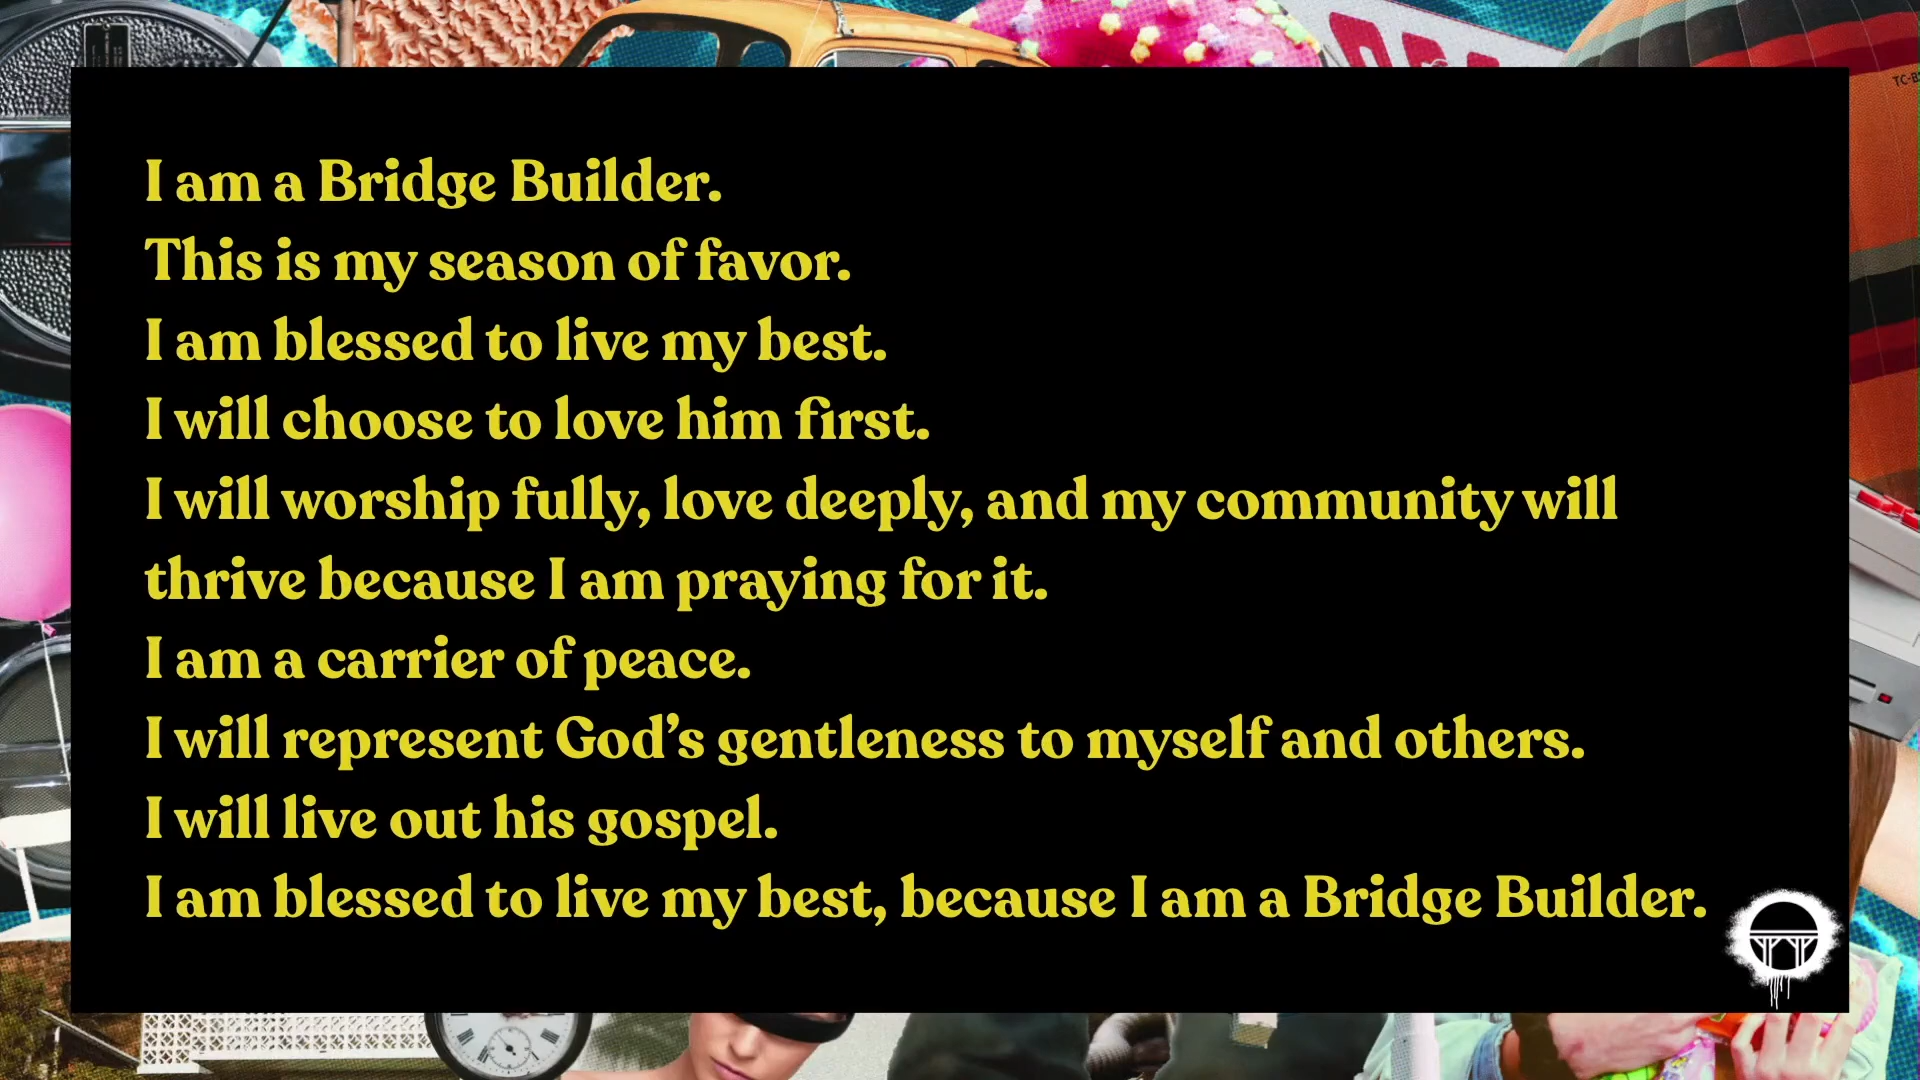 I am a Bridge Builder.
This is my season of favor.
I am blessed to live my best.
I will choose to love him first.
I will worship fully, love deeply, and my community will
thrive because I am praying for it.
I am a carrier of peace.
I will represent God’s gentleness to myself and others.
I will live out his gospel.
I am blessed to live my best, because I am a Bridge Builder.